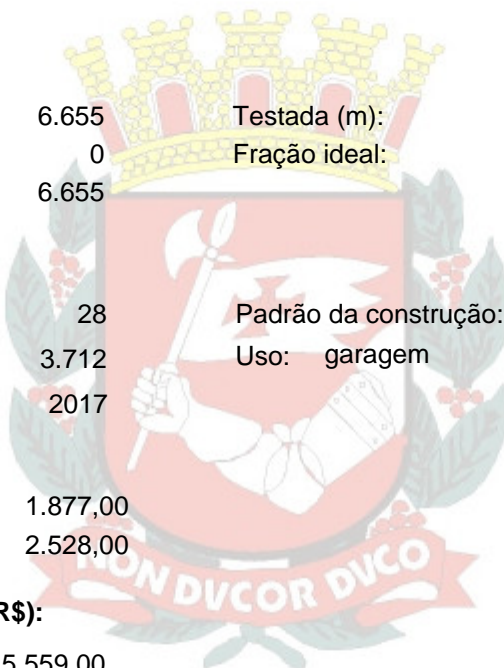 6.655 Testada (m):
0 Fração ideal:
6.655
28 Padrão da construção:
3.712 Uso: garagem
2017
1.877,00
2.528,00
NON DVCOR DVCO
R$):
5.559,00